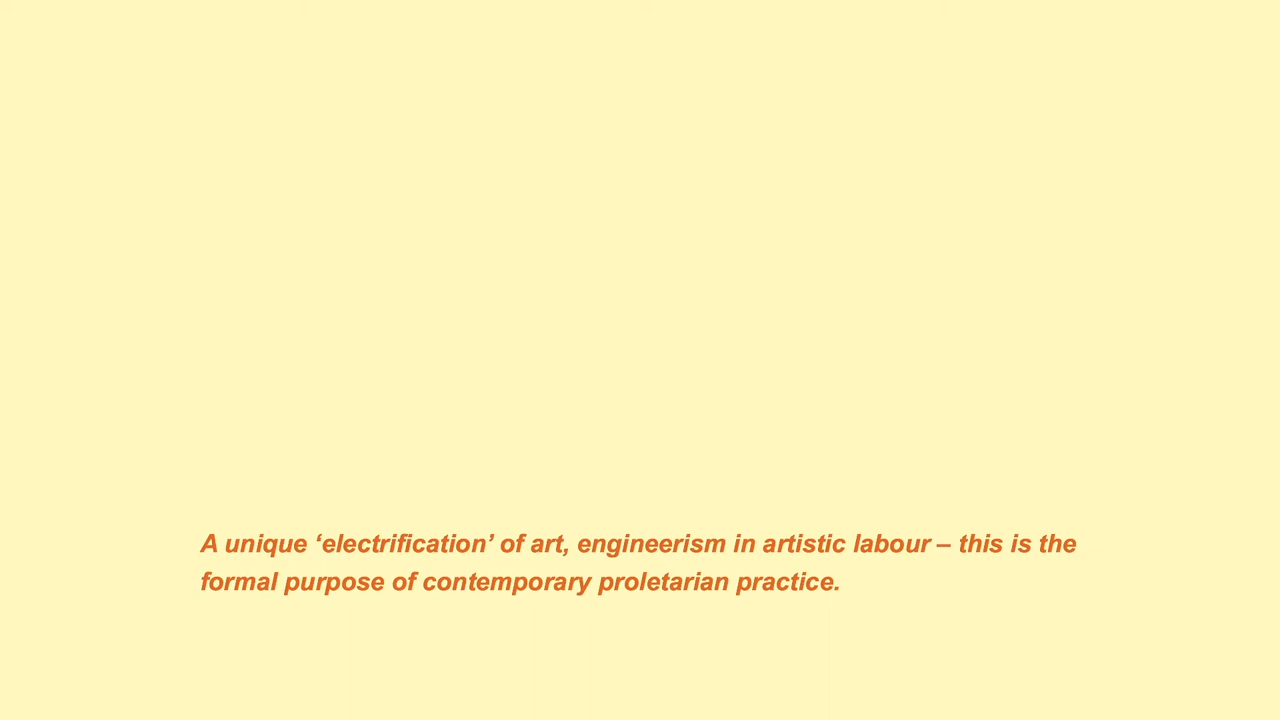 A unique ‘electrification’ of art, engineerism in artistic labour – this is the
formal purpose of contemporary proletarian practice.